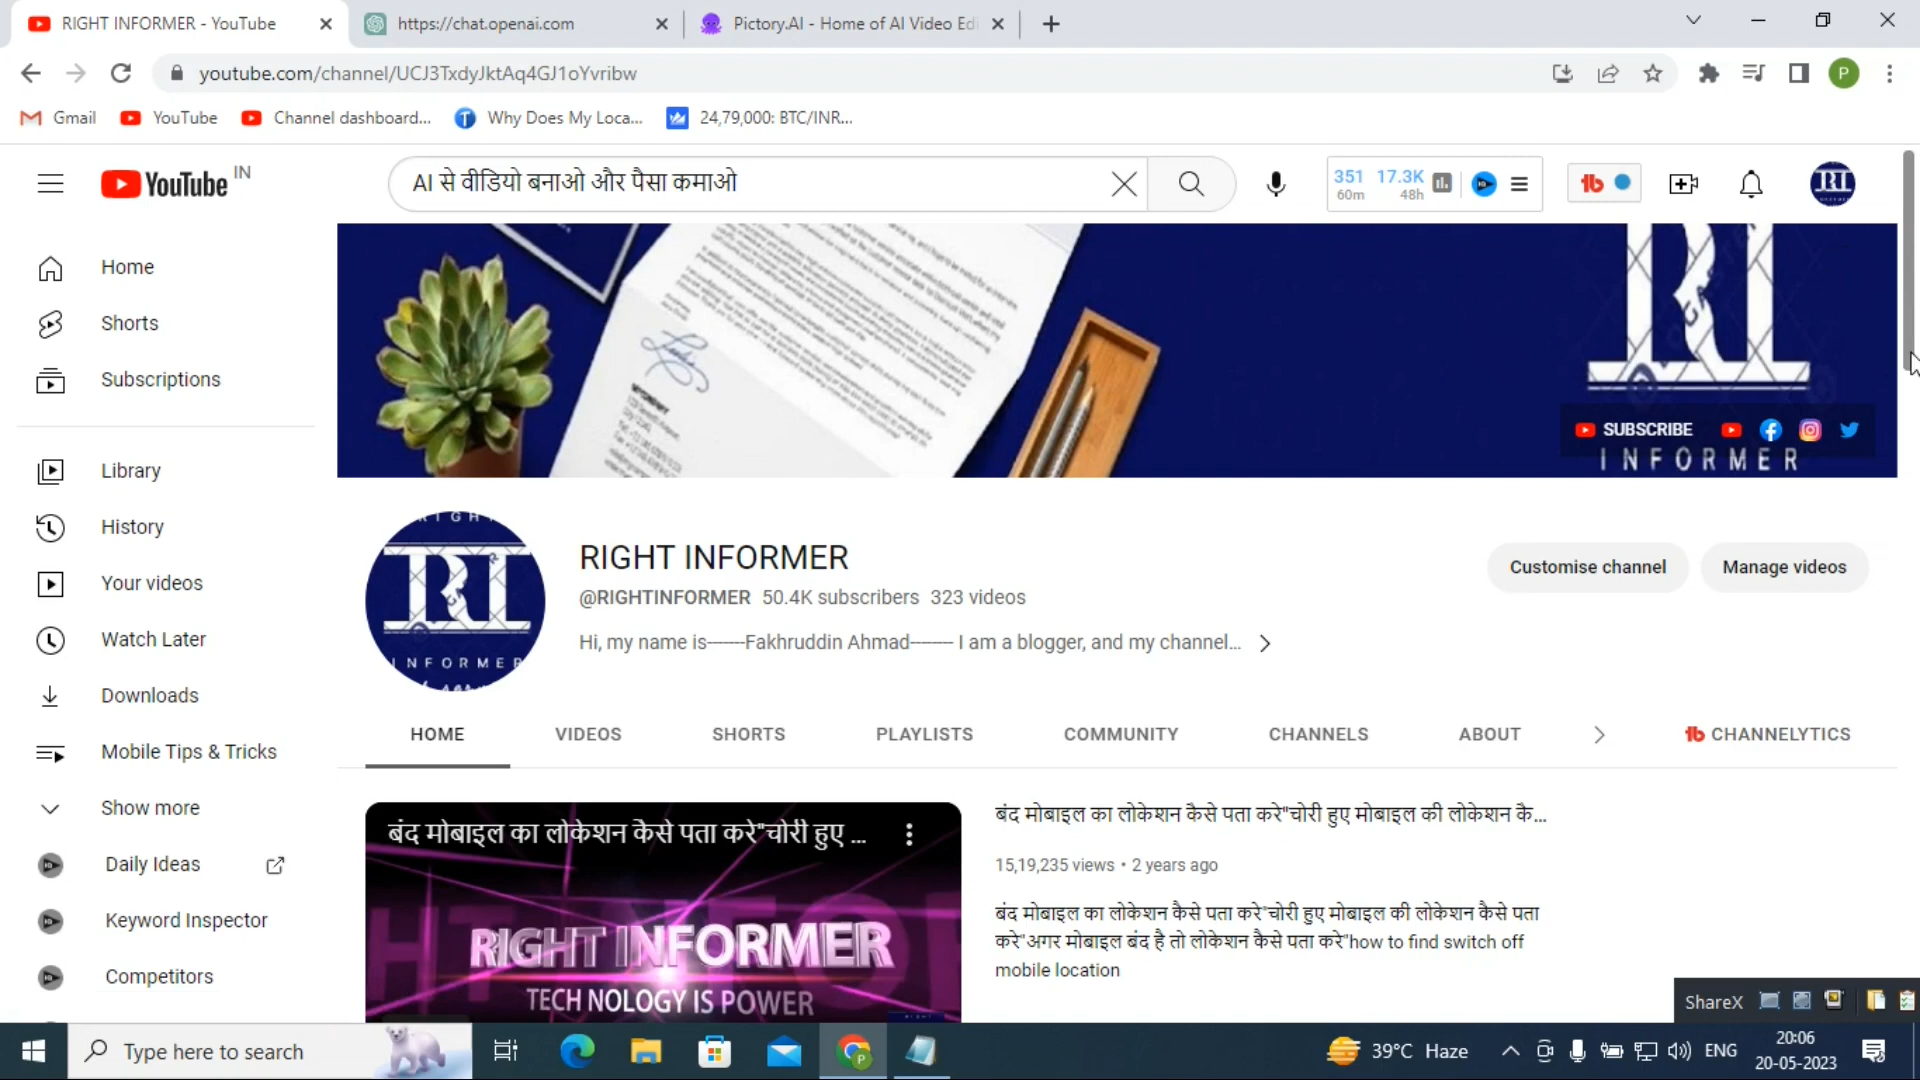 RIGHT INFORMER - YouTube
https://chat.openai.com
Pictory.AI - Home of AI Video Edi
youtube.com/channel/UCJ3TxdyJktAq4GJ1oYvribw
P
Gmail
YouTube
Channel dashboard...
Why Does My Loca...
24,79,000: BTC/INR...
YouTube IN
AI से वीडियो बनाओ और पैसा कमाओ
351 17.3K
60m 48h
Home
Shorts
Subscriptions
Library
History
Your videos
Watch Later
Downloads
Mobile Tips & Tricks
Show more
Daily Ideas
Keyword Inspector
Competitors
RI
SUBSCRIBE
INFORMER
RIGHT INFORMER
@RIGHTINFORMER 50.4K subscribers 323 videos
Hi, my name is-------Fakhruddin Ahmad-------- I am a blogger, and my channel...
Customise channel
Manage videos
HOME
VIDEOS
SHORTS
PLAYLISTS
COMMUNITY
CHANNELS
ABOUT
CHANNELYTICS
बंद मोबाइल का लोकेशन कैसे पता करे"चोरी हुए ...
RIGHT INFORMER
TECH NOLOGY IS POWER
बंद मोबाइल का लोकेशन कैसे पता करे"चोरी हुए मोबाइल की लोकेशन कै...
15,19,235 views • 2 years ago
बंद मोबाइल का लोकेशन कैसे पता करे"चोरी हुए मोबाइल की लोकेशन कैसे पता
करे"अगर मोबाइल बंद है तो लोकेशन कैसे पता करे"how to find switch off
mobile location
ShareX
Type here to search
39°C Haze
ENG
20:06
20-05-2023